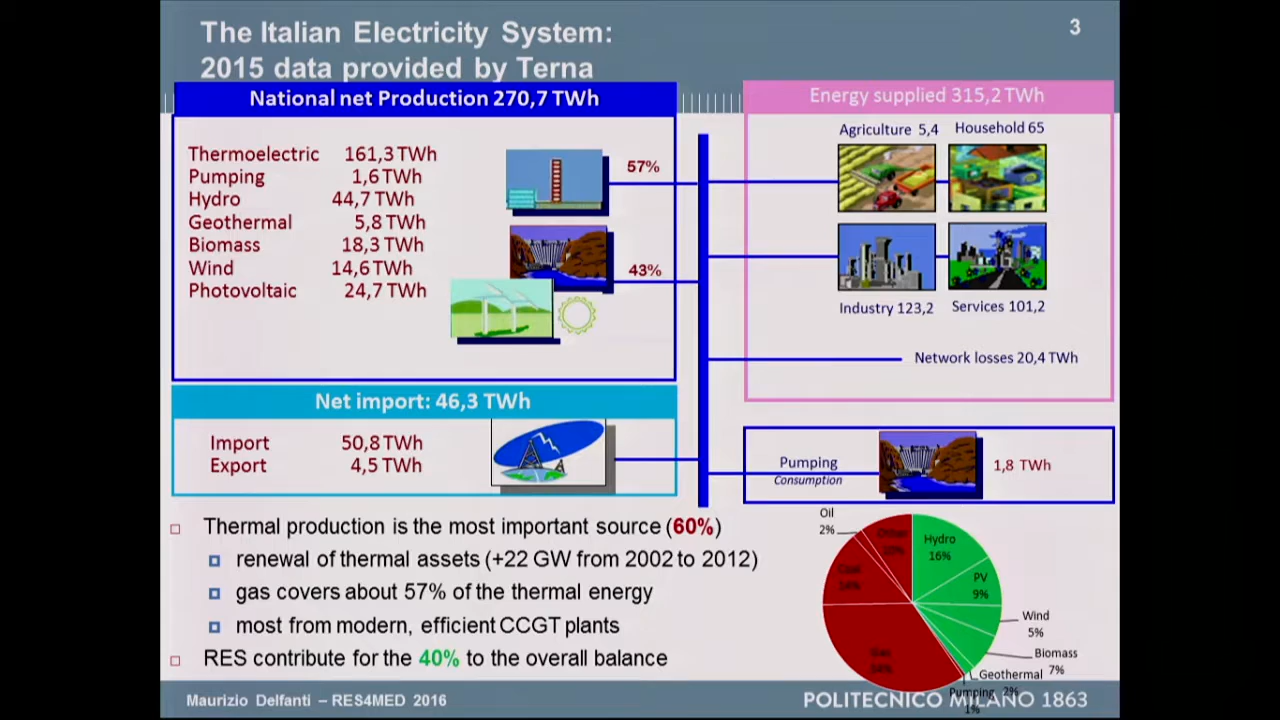 The Italian Electricity System:
2015 data provided by Terna
3
National net Production 270,7 TWh
Thermoelectric 161,3 TWh
Pumping 1,6 TWh
Hydro 44,7 TWh
Geothermal 5,8 TWh
Biomass 18,3 TWh
Wind 14,6 TWh
Photovoltaic 24,7 TWh
57%
43%
Energy supplied 315,2 TWh
Agriculture 5,4 Household 65
Industry 123,2 Services 101,2
Network losses 20,4 TWh
Net import: 46,3 TWh
Import 50,8 TWh
Export 4,5 TWh
Pumping
Consumption
1,8 TWh
Thermal production is the most important source (60%)
renewal of thermal assets (+22 GW from 2002 to 2012)
gas covers about 57% of the thermal energy
most from modern, efficient CCGT plants
RES contribute for the 40% to the overall balance
Oil
2%
Hydro
16%
PV
9%
Wind
5%
Biomass
7%
Geothermal
2%
Pumping
1%
Gas
Maurizio Delfanti – RES4MED 2016
POLITECNICO MILANO 1863